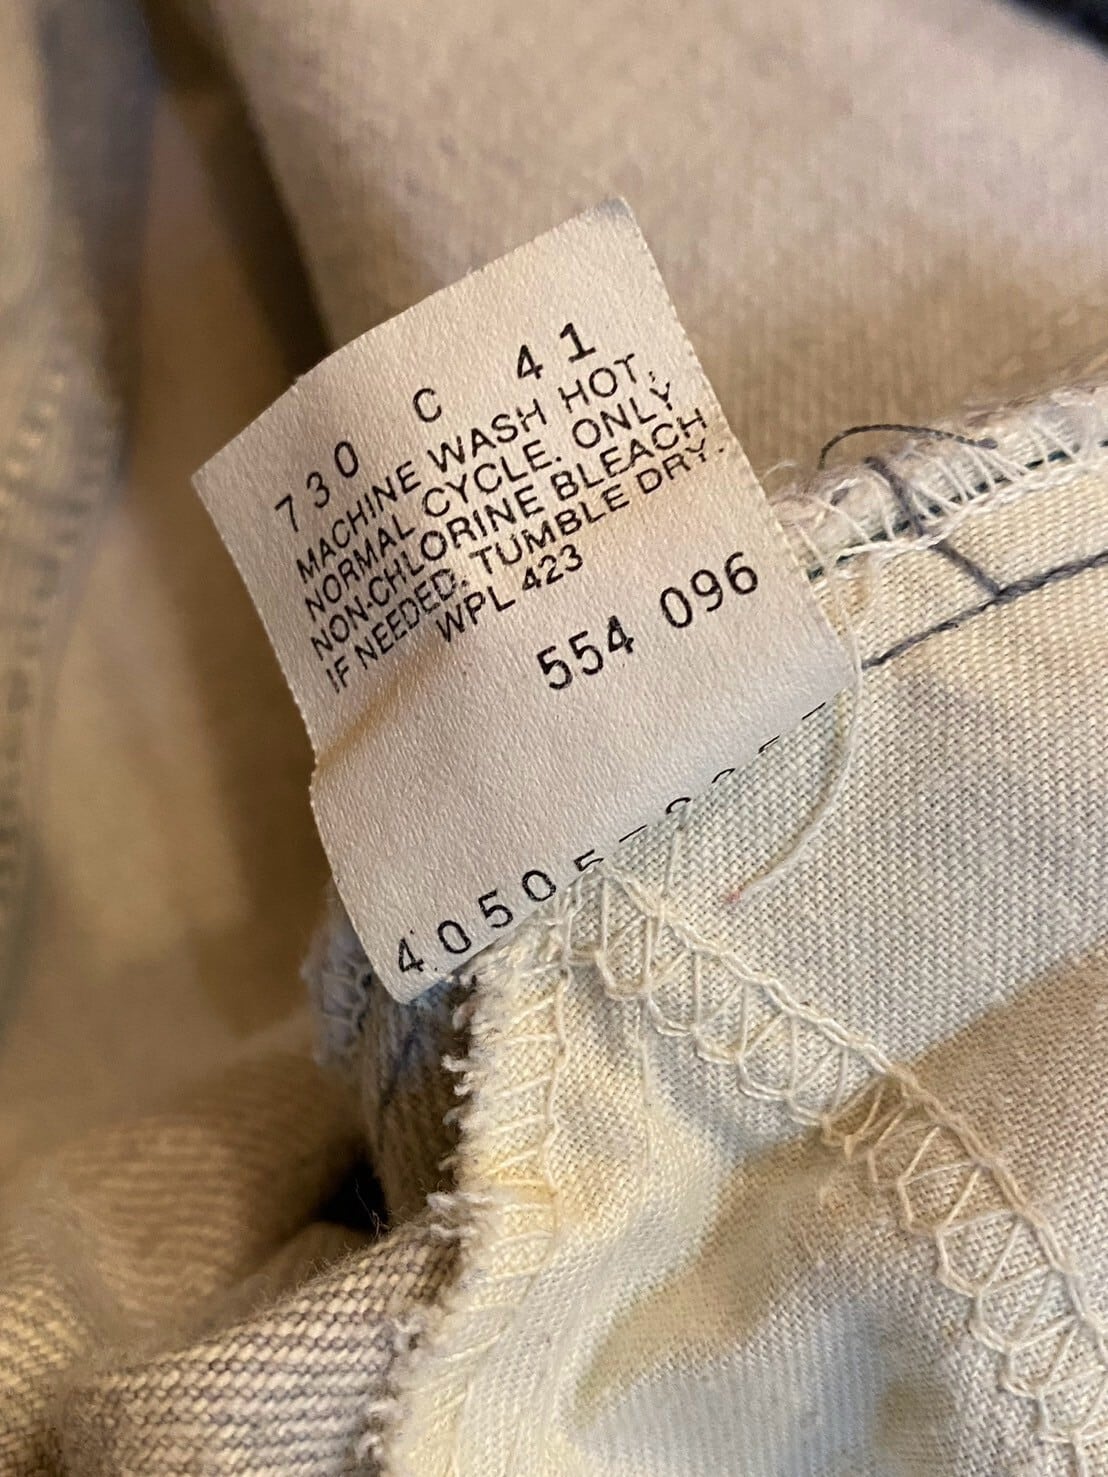 730 C 41
MACHINE WASH HOT,
NORMAL CYCLE. ONLY
NON-CHLORINE BLEACH
IF NEEDED. TUMBLE DRY.
WPL 423
554 096
40505